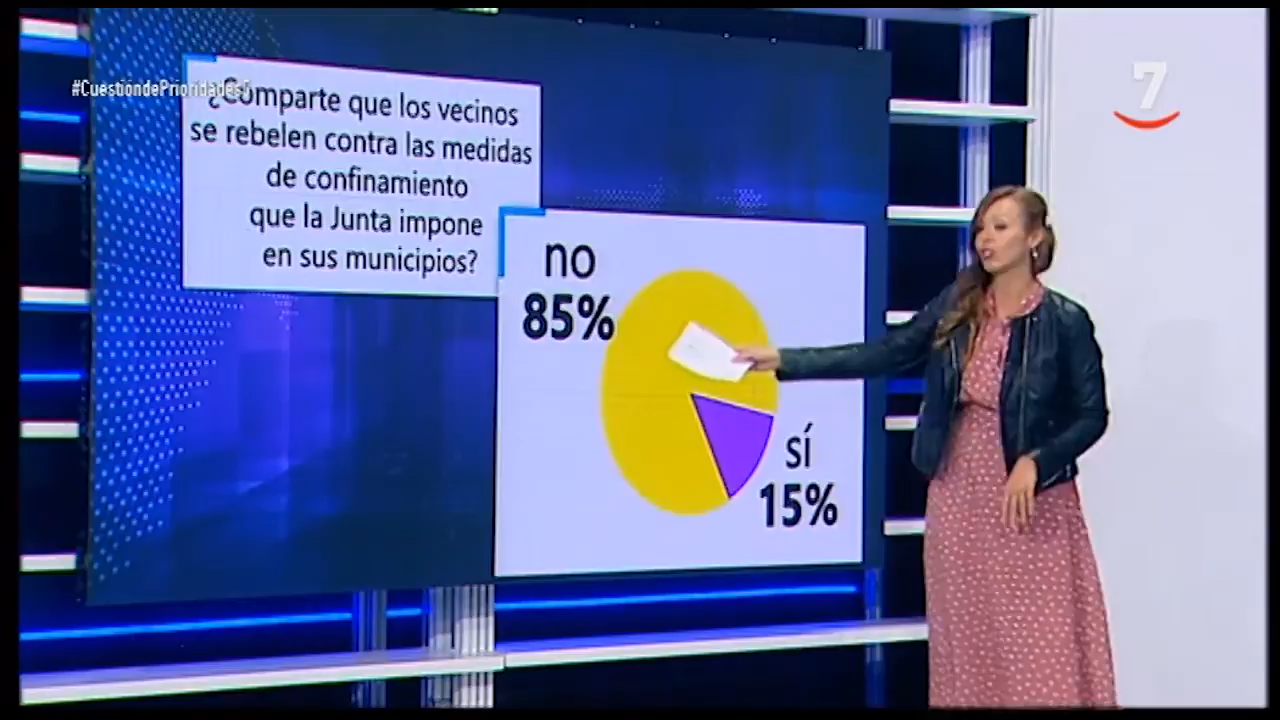 #CuestióndePrioridades
¿Comparte que los vecinos
se rebelen contra las medidas
de confinamiento
que la Junta impone
en sus municipios?
no
85%
sí
15%
7